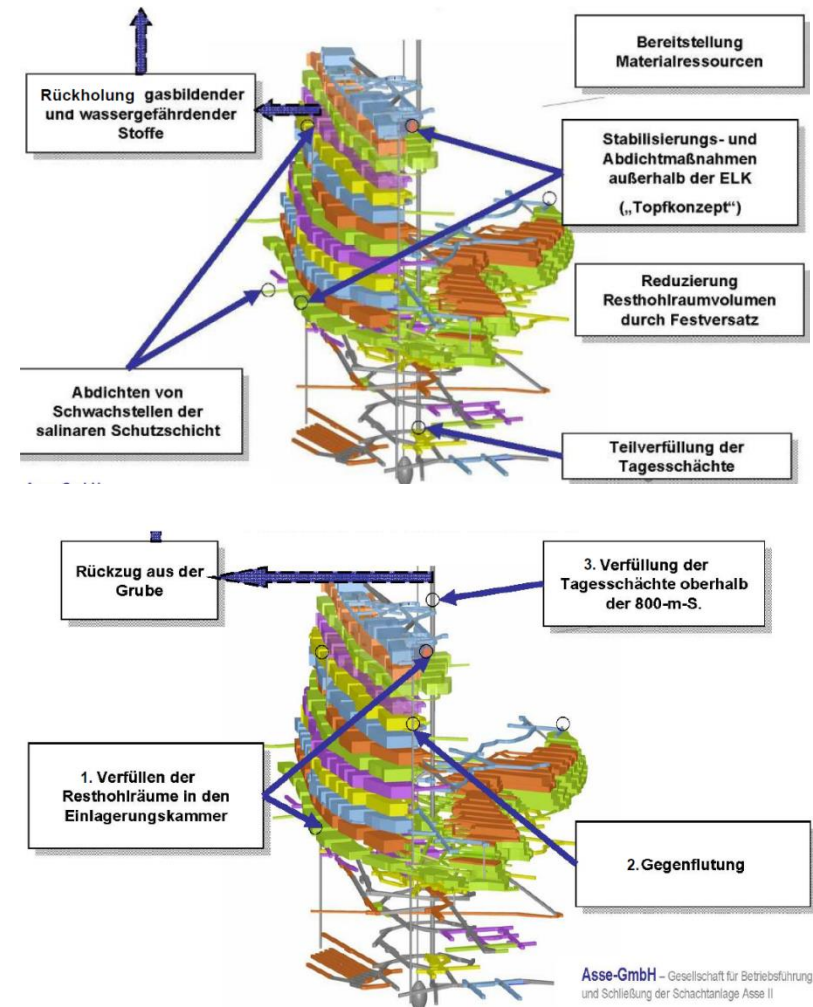 Bereitstellung
Materialressourcen
Rückholung gasbildender
und wassergefährdender
Stoffe
Stabilisierungs- und
Abdichtmaßnahmen
außerhalb der ELK
(„Topfkonzept“)
Reduzierung
Resthohlraumvolumen
durch Festversatz
Abdichten von
Schwachstellen der
salinaren Schutzschicht
Teilverfüllung der
Tagesschächte
Rückzug aus der
Grube
3. Verfüllung der
Tagesschächte oberhalb
der 800-m-S.
1. Verfüllen der
Resthohlräume in den
Einlagerungskammer
2. Gegenflutung
Asse-GmbH – Gesellschaft für Betriebsführung
und Schließung der Schachtanlage Asse II